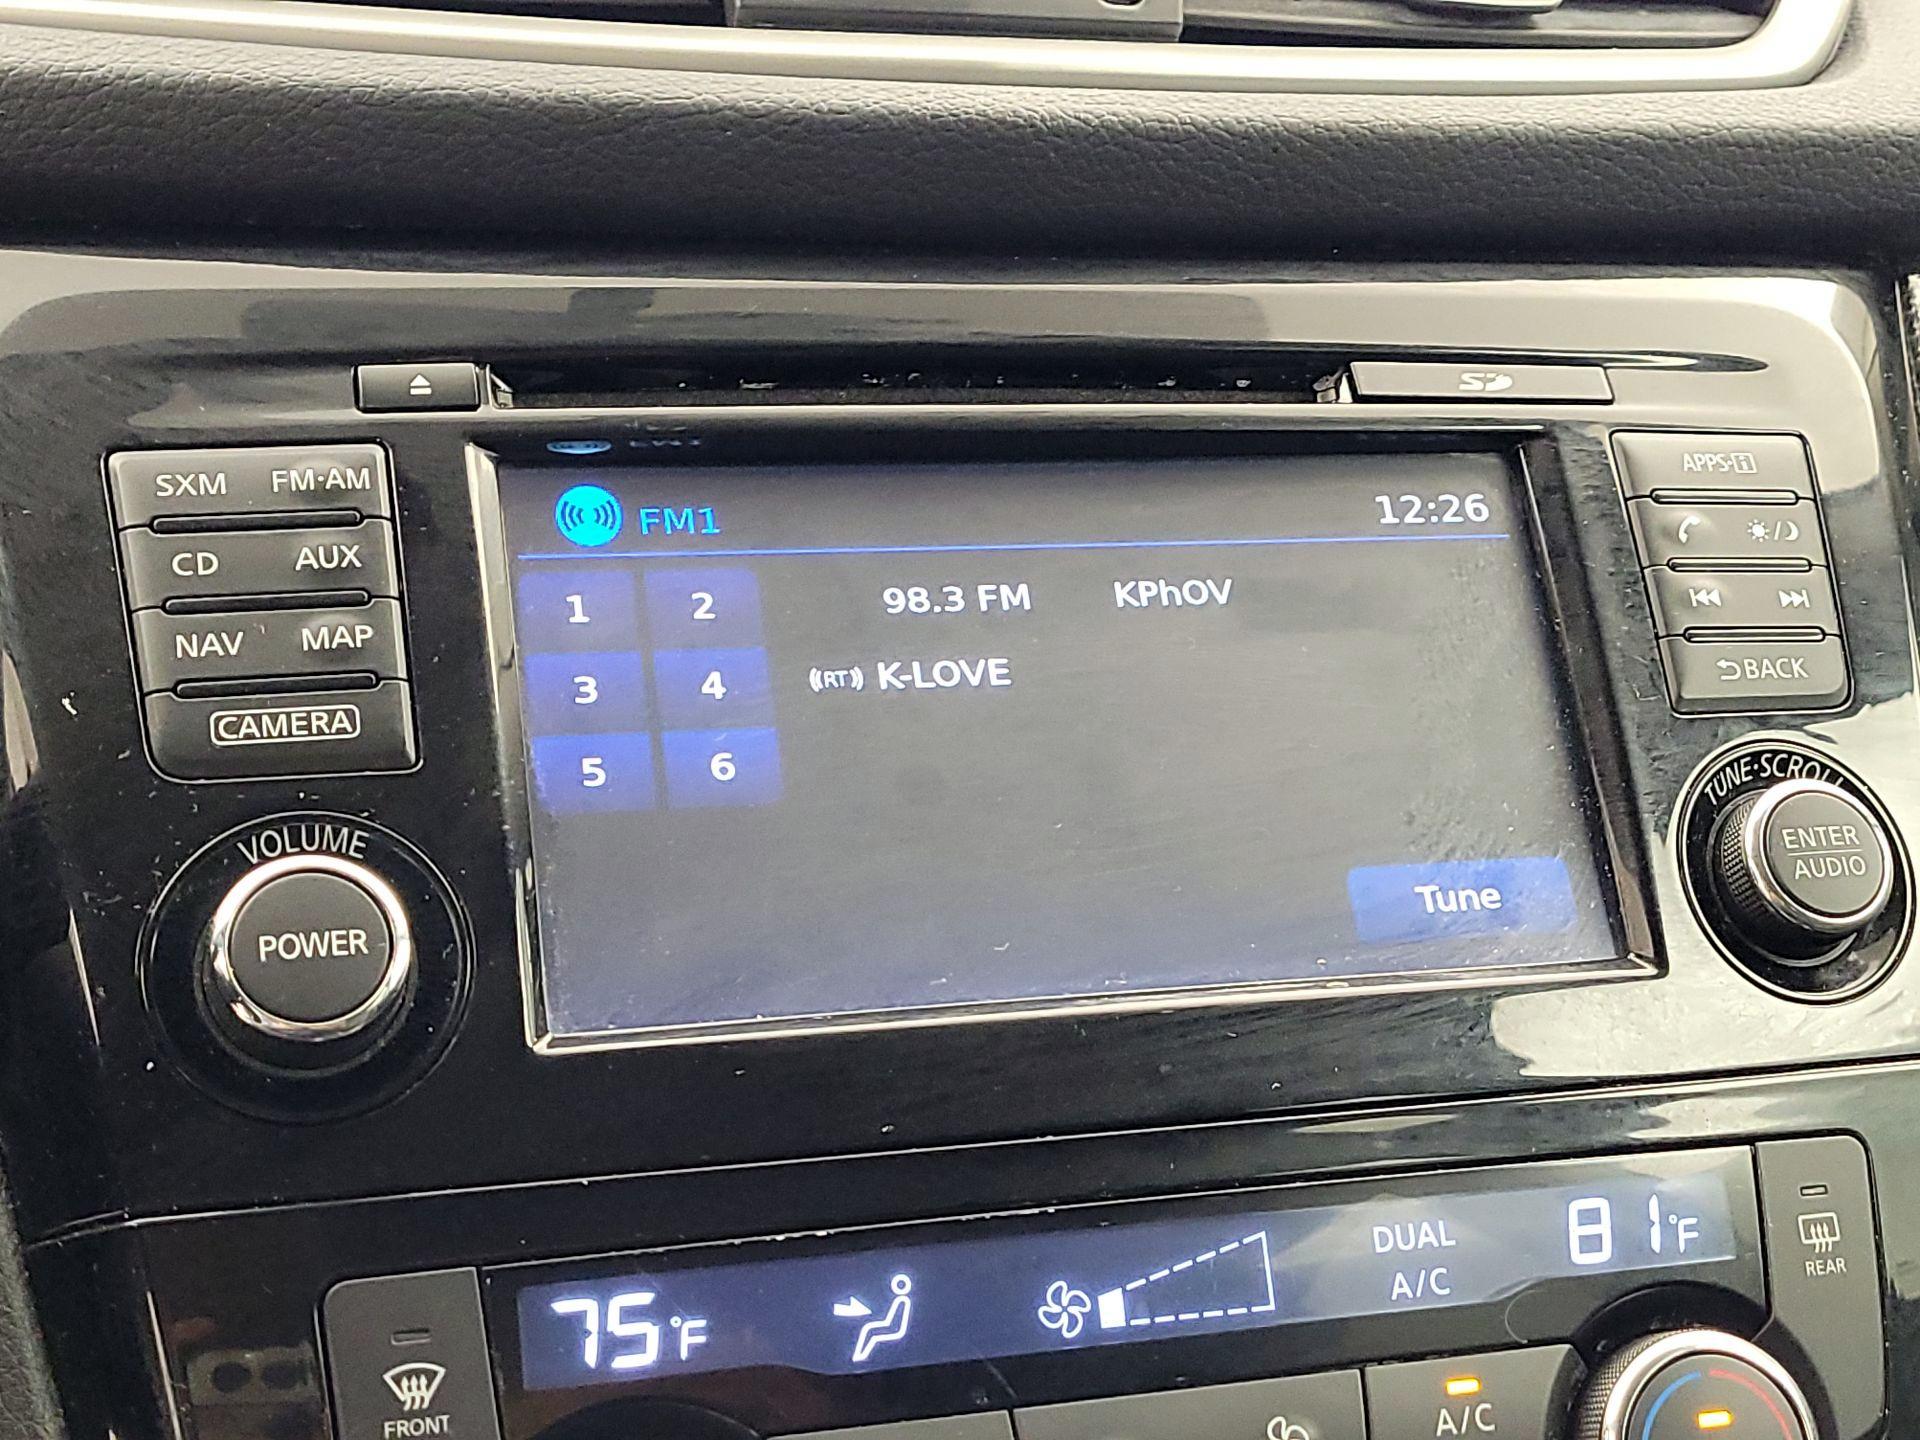 SD
SXM FM·AM
CD AUX
NAV MAP
CAMERA
VOLUME
POWER
FM1 12:26
1 2 98.3 FM KPhOV
3 4 ((RT)) K-LOVE
5 6
Tune
APPS·i
BACK
TUNE·SCROLL
ENTER
AUDIO
75°F DUAL 81°F
A/C
REAR
FRONT
A/C